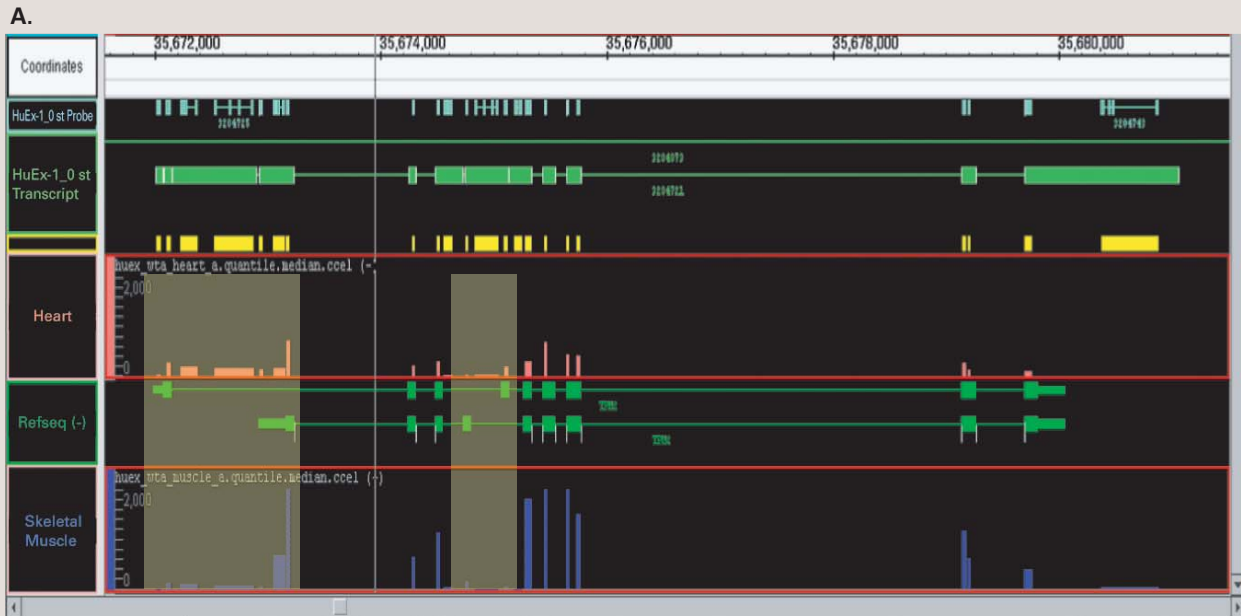 A.
35,672,000 35,674,000 35,676,000 35,678,000 35,680,000
Coordinates
HuEx-1_0 st Probe
HuEx-1_0 st
Transcript
huex_wta_heart_a.quantile.median.ccel (-
2,000
Heart
0
Refseq (-)
huex_wta_muscle_a.quantile.median.ccel (-)
2,000
Skeletal
Muscle
0